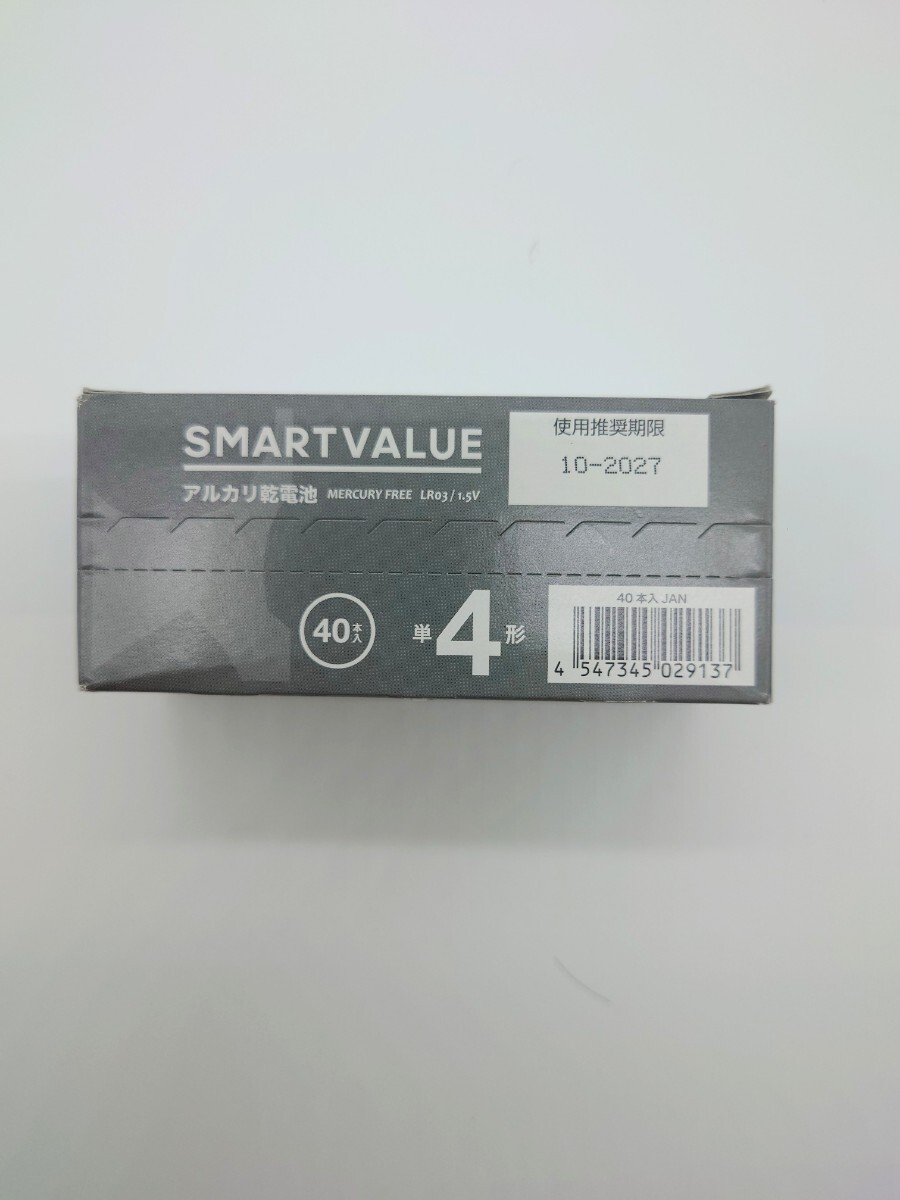 SMARTVALUE
アルカリ乾電池 MERCURY FREE LR03/1.5V
使用推奨期限
10-2027
40本入
単4形
40本入 JAN
4 547345 029137